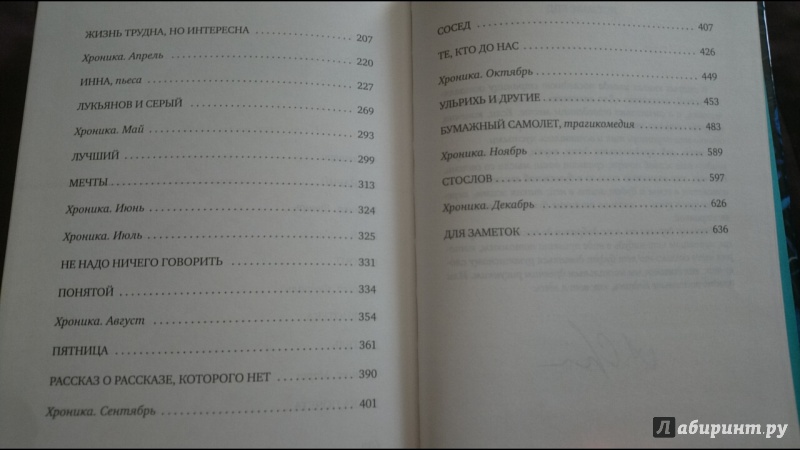 ЖИЗНЬ ТРУДНА, НО ИНТЕРЕСНА 207
Хроника. Апрель 220
ИННА, пьеса 227
ЛУКЬЯНОВ И СЕРЫЙ 269
Хроника. Май 293
ЛУЧШИЙ 299
МЕЧТЫ 313
Хроника. Июнь 324
Хроника. Июль 325
НЕ НАДО НИЧЕГО ГОВОРИТЬ 331
ПОНЯТОЙ 334
Хроника. Август 354
ПЯТНИЦА 361
РАССКАЗ О РАССКАЗЕ, КОТОРОГО НЕТ 390
Хроника. Сентябрь 401
СОСЕД 407
ТЕ, КТО ДО НАС 426
Хроника. Октябрь 449
УЛЬРИХЬ И ДРУГИЕ 453
БУМАЖНЫЙ САМОЛЕТ, трагикомедия 483
Хроника. Ноябрь 589
СТОСЛОВ 597
Хроника. Декабрь 626
ДЛЯ ЗАМЕТОК 636
Лабиринт.ру